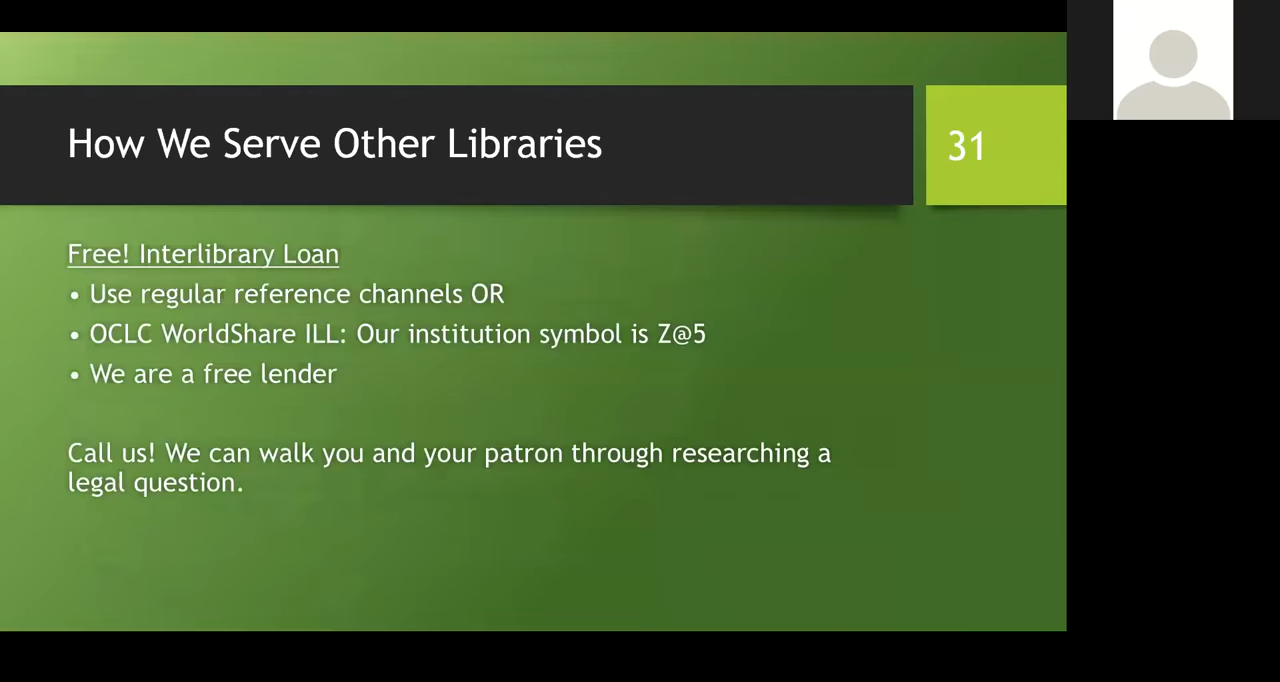 How We Serve Other Libraries
31
Free! Interlibrary Loan
• Use regular reference channels OR
• OCLC WorldShare ILL: Our institution symbol is Z@5
• We are a free lender
Call us! We can walk you and your patron through researching a
legal question.